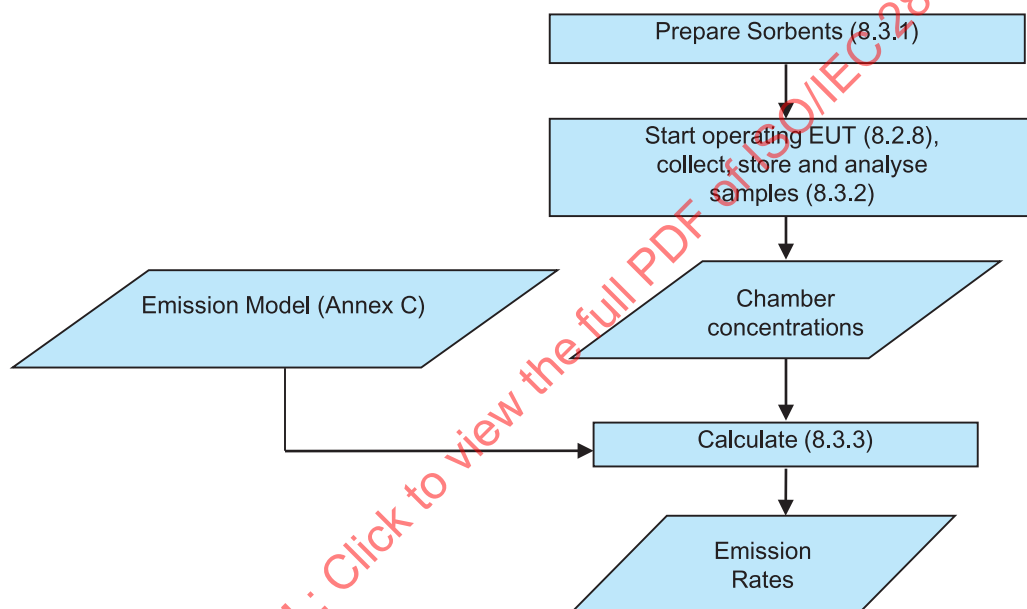 Prepare Sorbents (8.3.1)
Start operating EUT (8.2.8),
collect, store and analyse
samples (8.3.2)
Emission Model (Annex C)
Chamber
concentrations
Calculate (8.3.3)
Emission
Rates
: Click to view the full PDF of ISO/IEC 28